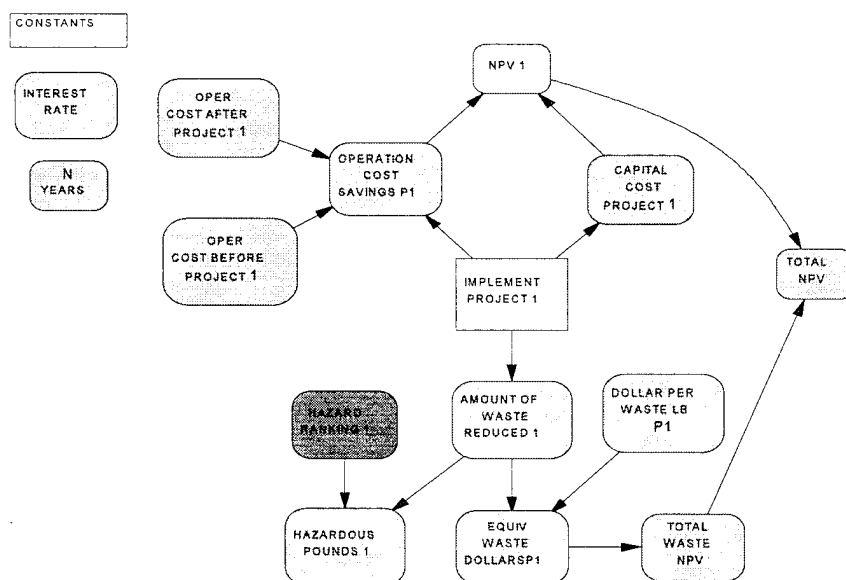 CONSTANTS
INTEREST
RATE
N
YEARS
OPER
COST AFTER
PROJECT 1
OPER
COST BEFORE
PROJECT 1
OPERATION
COST
SAVINGS P1
NPV 1
CAPITAL
COST
PROJECT 1
IMPLEMENT
PROJECT 1
TOTAL
NPV
HAZARD
RANKING 1
AMOUNT OF
WASTE
REDUCED 1
DOLLAR PER
WASTE LB
P1
HAZARDOUS
POUNDS 1
EQUIV
WASTE
DOLLARSP1
TOTAL
WASTE
NPV